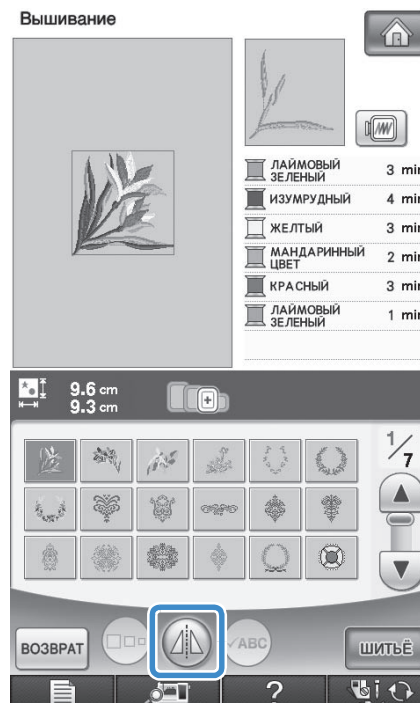 Вышивание
ЛАЙМОВЫЙ
ЗЕЛЕНЫЙ
3 min
ИЗУМРУДНЫЙ
4 min
ЖЕЛТЫЙ
3 min
МАНДАРИННЫЙ
ЦВЕТ
2 min
КРАСНЫЙ
3 min
ЛАЙМОВЫЙ
ЗЕЛЕНЫЙ
1 min
9.6 cm
9.3 cm
1/7
ВОЗВРАТ
ABC
ШИТЬЁ
?